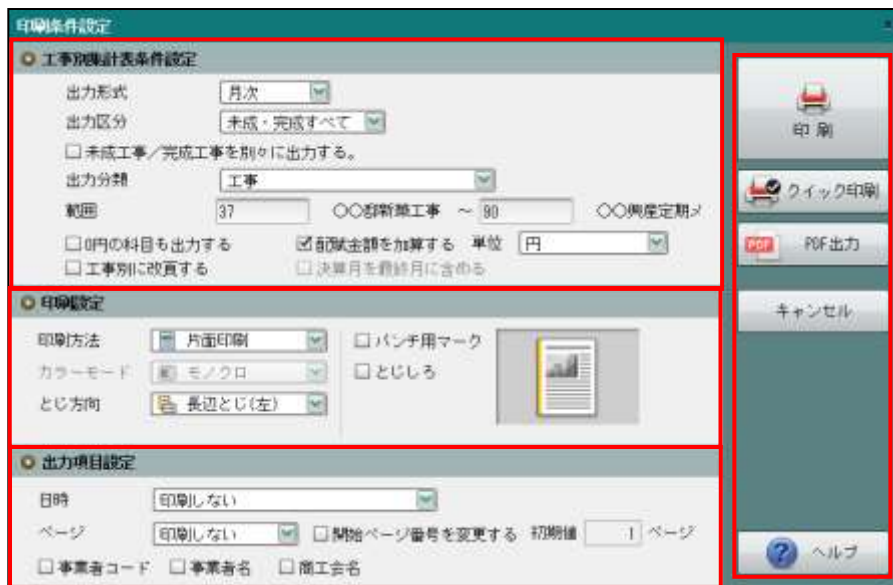 印刷条件設定
工事別集計表条件設定
出力形式 月次
出力区分 未成・完成すべて
未成工事/完成工事を別々に出力する。
出力分類 工事
範囲 37 〇〇邸新築工事 ~ 90 〇〇興産定期メ
0円の科目も出力する 配賦金額を加算する 単位 円
工事別に改頁する 決算月を最終月に含める
印刷設定
印刷方法 片面印刷 パンチ用マーク
カラーモード モノクロ とじしろ
とじ方向 長辺とじ(左)
出力項目設定
日時 印刷しない
ページ 印刷しない 開始ページ番号を変更する 初期値 1 ページ
事業者コード 事業者名 商工会名
印刷
クイック印刷
PDF PDF出力
キャンセル
ヘルプ